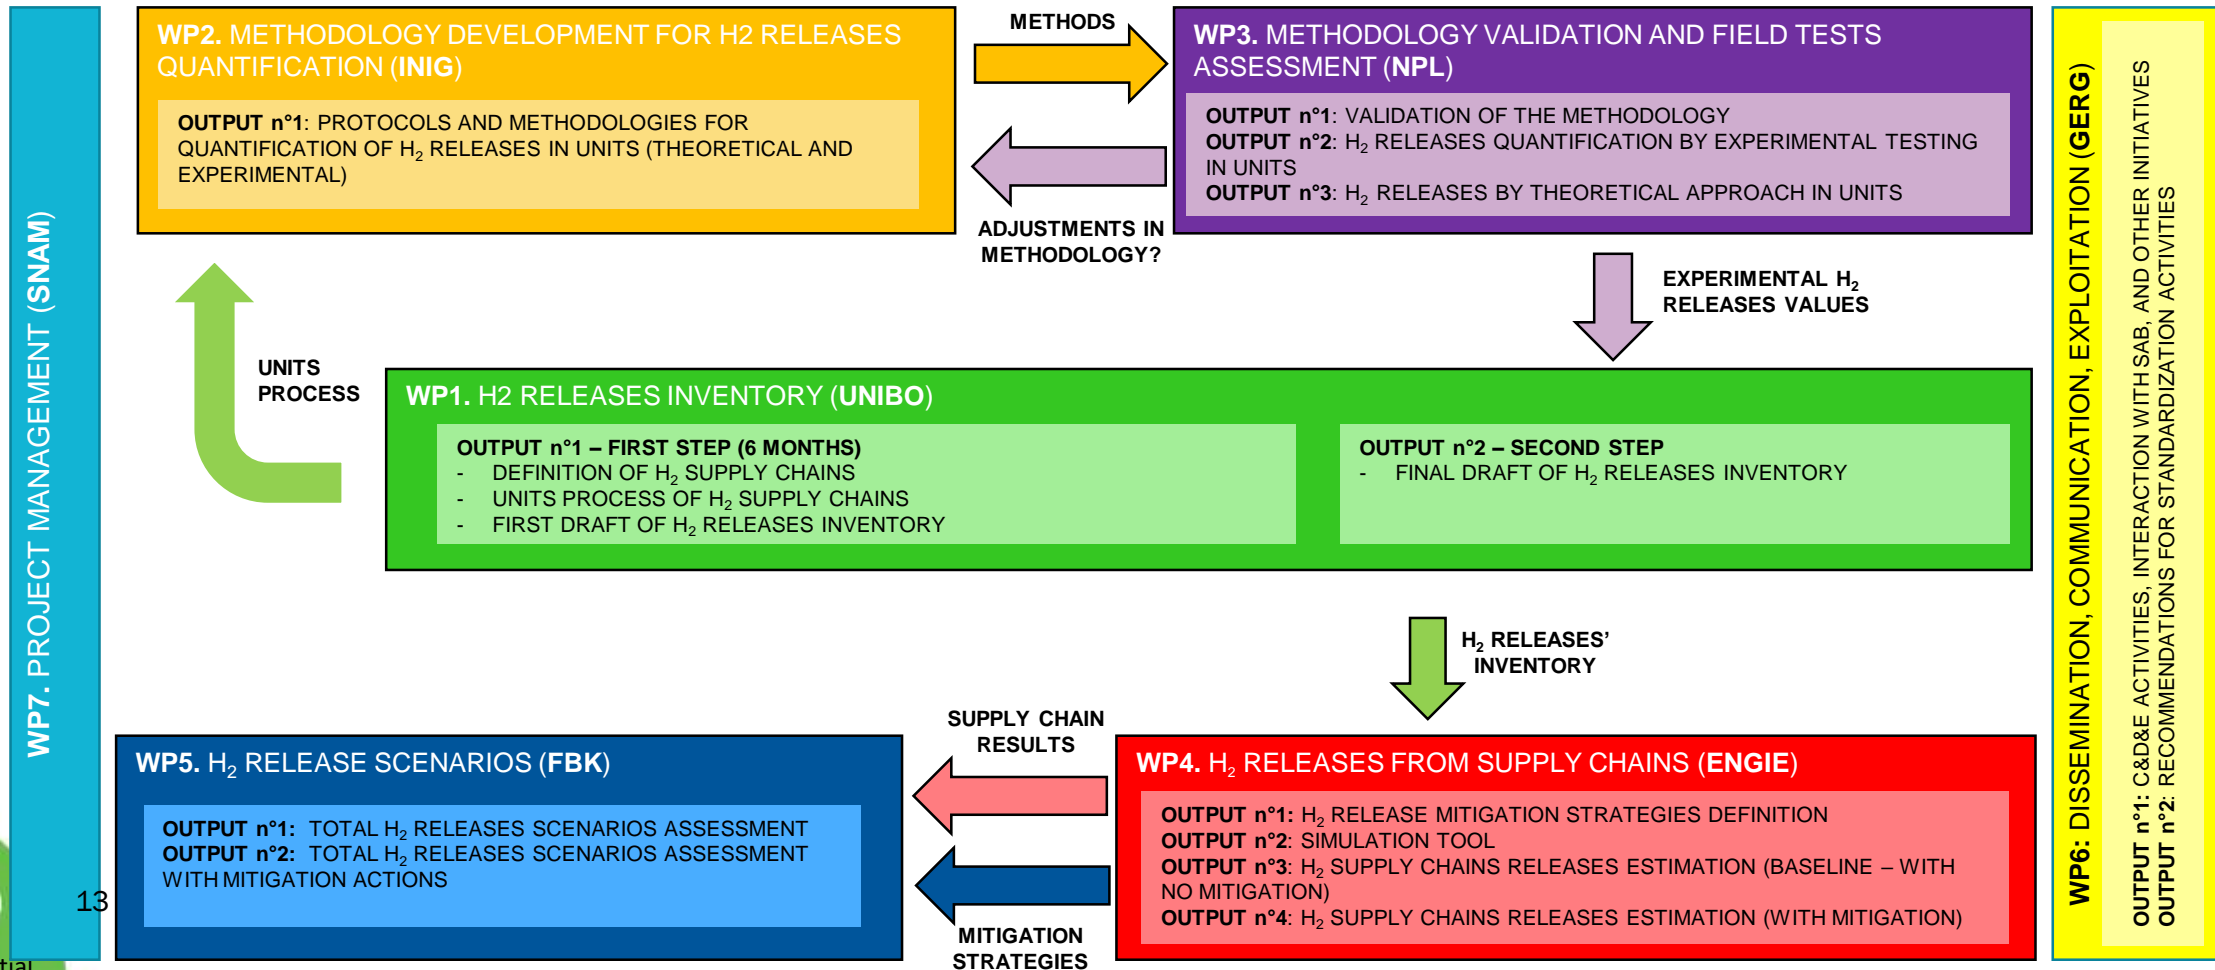 WP7. PROJECT MANAGEMENT (SNAM)
WP2. METHODOLOGY DEVELOPMENT FOR H2 RELEASES
QUANTIFICATION (INIG)
OUTPUT n°1: PROTOCOLS AND METHODOLOGIES FOR
QUANTIFICATION OF H₂ RELEASES IN UNITS (THEORETICAL AND
EXPERIMENTAL)
METHODS
ADJUSTMENTS IN
METHODOLOGY?
WP3. METHODOLOGY VALIDATION AND FIELD TESTS
ASSESSMENT (NPL)
OUTPUT n°1: VALIDATION OF THE METHODOLOGY
OUTPUT n°2: H₂ RELEASES QUANTIFICATION BY EXPERIMENTAL TESTING
IN UNITS
OUTPUT n°3: H₂ RELEASES BY THEORETICAL APPROACH IN UNITS
EXPERIMENTAL H₂
RELEASES VALUES
UNITS
PROCESS
WP1. H2 RELEASES INVENTORY (UNIBO)
OUTPUT n°1 – FIRST STEP (6 MONTHS)
- DEFINITION OF H₂ SUPPLY CHAINS
- UNITS PROCESS OF H₂ SUPPLY CHAINS
- FIRST DRAFT OF H₂ RELEASES INVENTORY
OUTPUT n°2 – SECOND STEP
- FINAL DRAFT OF H₂ RELEASES INVENTORY
H₂ RELEASES'
INVENTORY
SUPPLY CHAIN
RESULTS
MITIGATION
STRATEGIES
WP5. H₂ RELEASE SCENARIOS (FBK)
OUTPUT n°1: TOTAL H₂ RELEASES SCENARIOS ASSESSMENT
OUTPUT n°2: TOTAL H₂ RELEASES SCENARIOS ASSESSMENT
WITH MITIGATION ACTIONS
WP4. H₂ RELEASES FROM SUPPLY CHAINS (ENGIE)
OUTPUT n°1: H₂ RELEASE MITIGATION STRATEGIES DEFINITION
OUTPUT n°2: SIMULATION TOOL
OUTPUT n°3: H₂ SUPPLY CHAINS RELEASES ESTIMATION (BASELINE – WITH
NO MITIGATION)
OUTPUT n°4: H₂ SUPPLY CHAINS RELEASES ESTIMATION (WITH MITIGATION)
WP6: DISSEMINATION, COMMUNICATION, EXPLOITATION (GERG)
OUTPUT n°1: C&D&E ACTIVITIES, INTERACTION WITH SAB, AND OTHER INITIATIVES
OUTPUT n°2: RECOMMENDATIONS FOR STANDARDIZATION ACTIVITIES
13